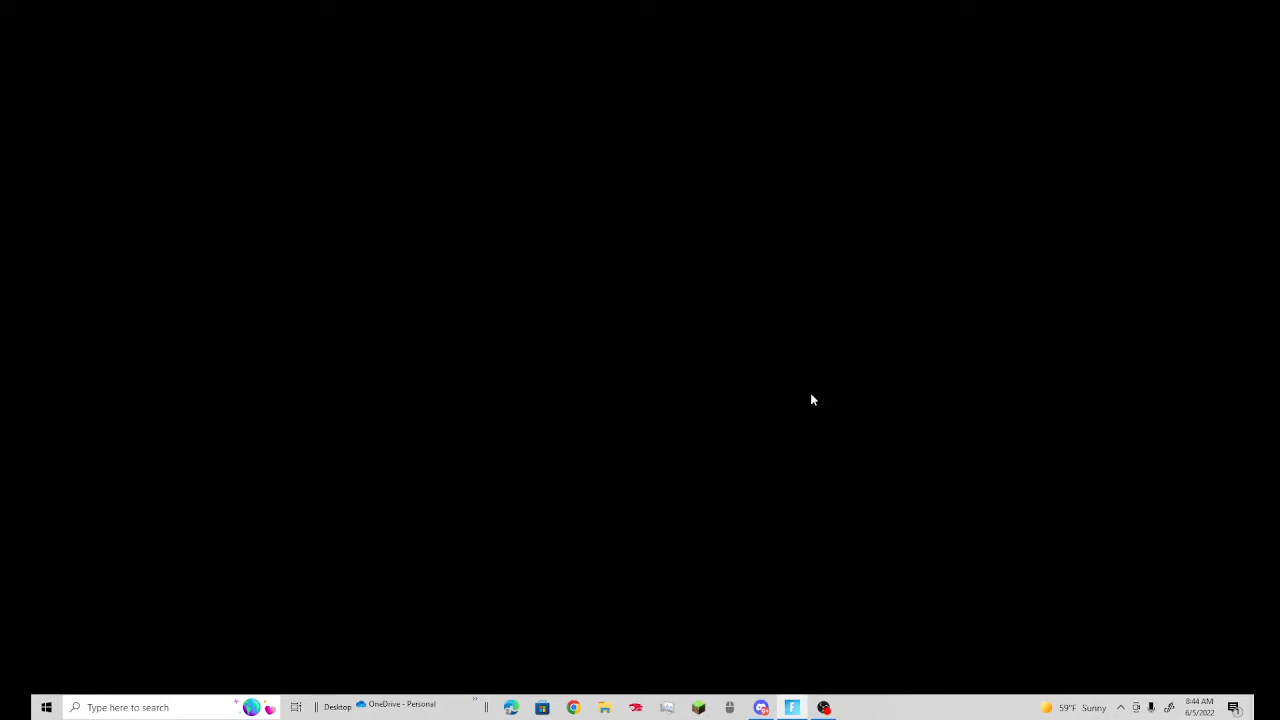 Type here to search
Desktop
OneDrive - Personal
F
59°F Sunny
8:44 AM
6/5/2022